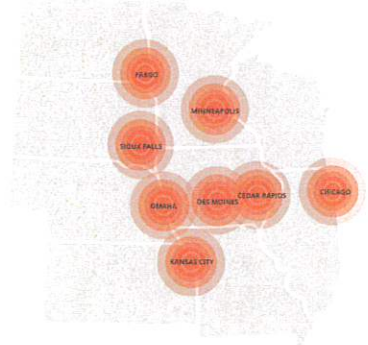 FARGO
MINNEAPOLIS
SIOUX FALLS
OMAHA
DES MOINES
CEDAR RAPIDS
CHICAGO
KANSAS CITY